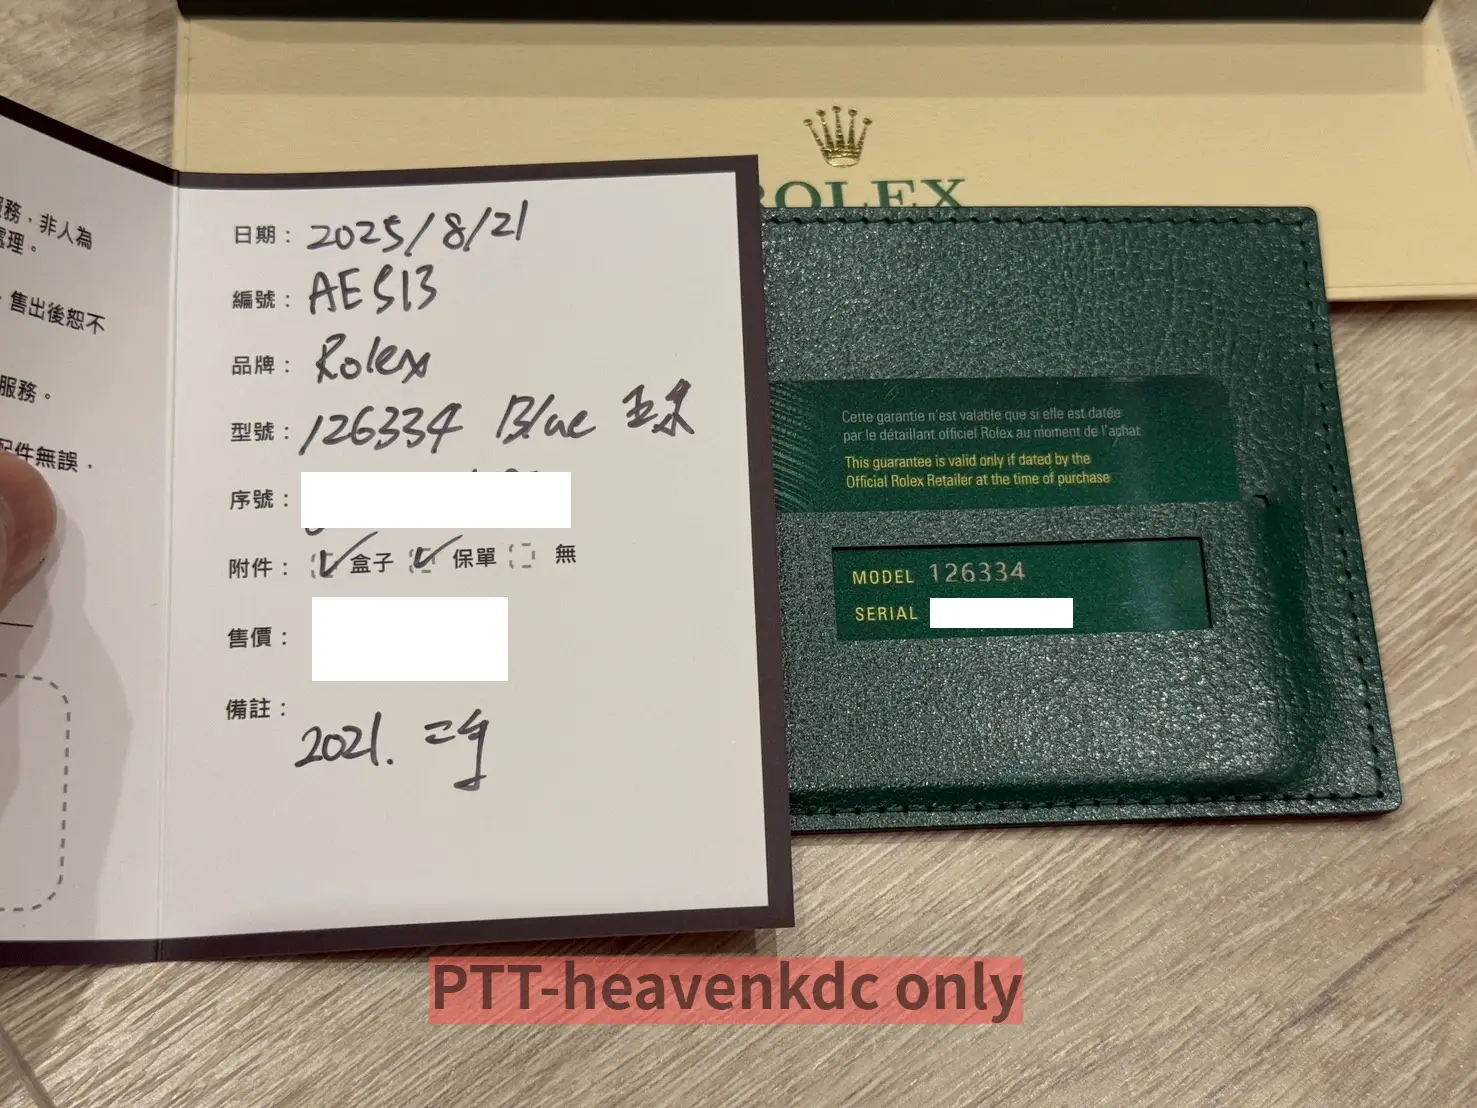 ROLEX
務，非人為
處理。
售出後恕不
服務。
配件無誤，
日期： 2025/8/21
編號： AE513
品牌： Rolex
型號： 126334 Blue 五朱
序號：
附件： 盒子 保單 無
售價：
備註：
2021. 二手
Cette garantie n'est valable que si elle est datée
par le détaillant officiel Rolex au moment de l'achat
This guarantee is valid only if dated by the
Official Rolex Retailer at the time of purchase
MODEL 126334
SERIAL
PTT-heavenkdc only